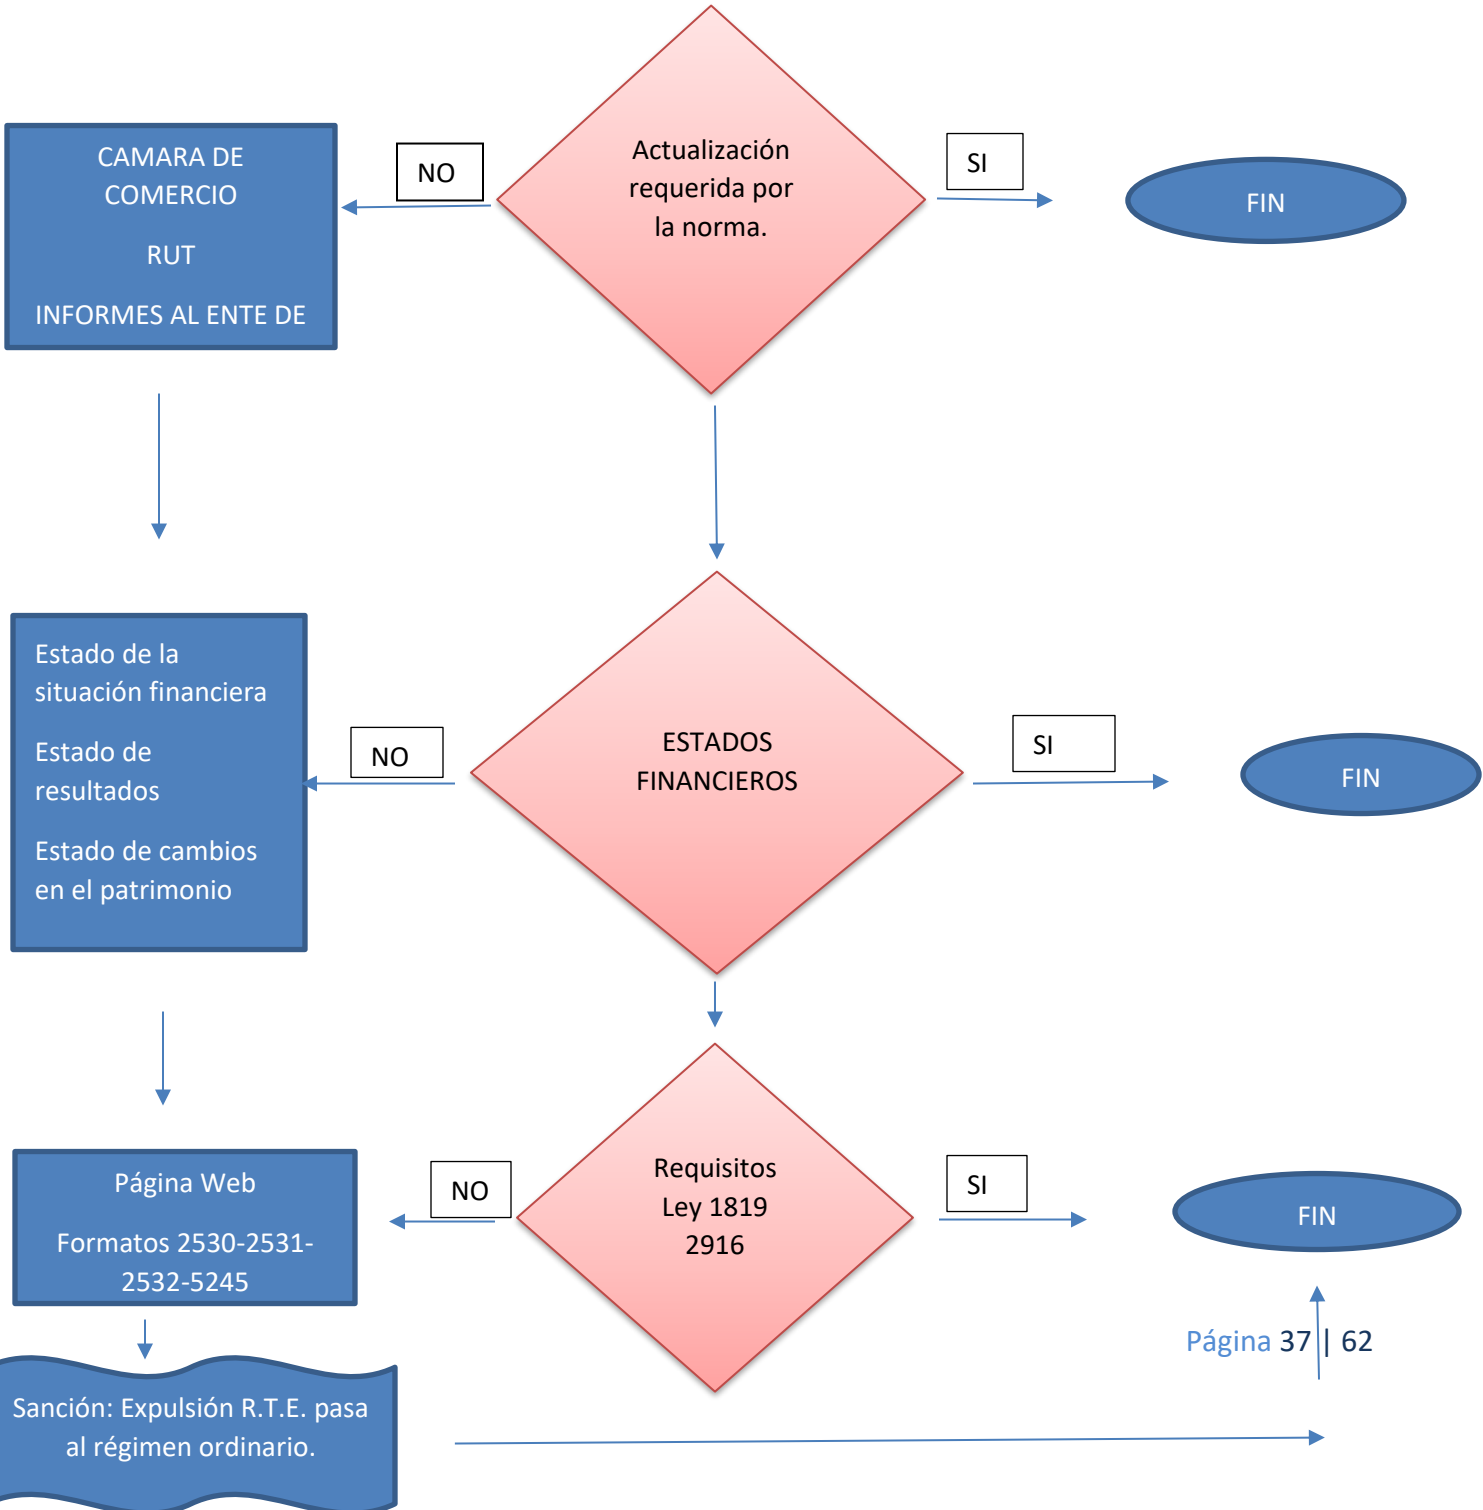 CAMARA DE
COMERCIO
RUT
INFORMES AL ENTE DE
NO
Actualización
requerida por
la norma.
SI
FIN
Estado de la
situación financiera
Estado de
resultados
Estado de cambios
en el patrimonio
NO
ESTADOS
FINANCIEROS
SI
FIN
Página Web
Formatos 2530-2531-
2532-5245
NO
Requisitos
Ley 1819
2916
SI
FIN
Página 37 | 62
Sanción: Expulsión R.T.E. pasa
al régimen ordinario.